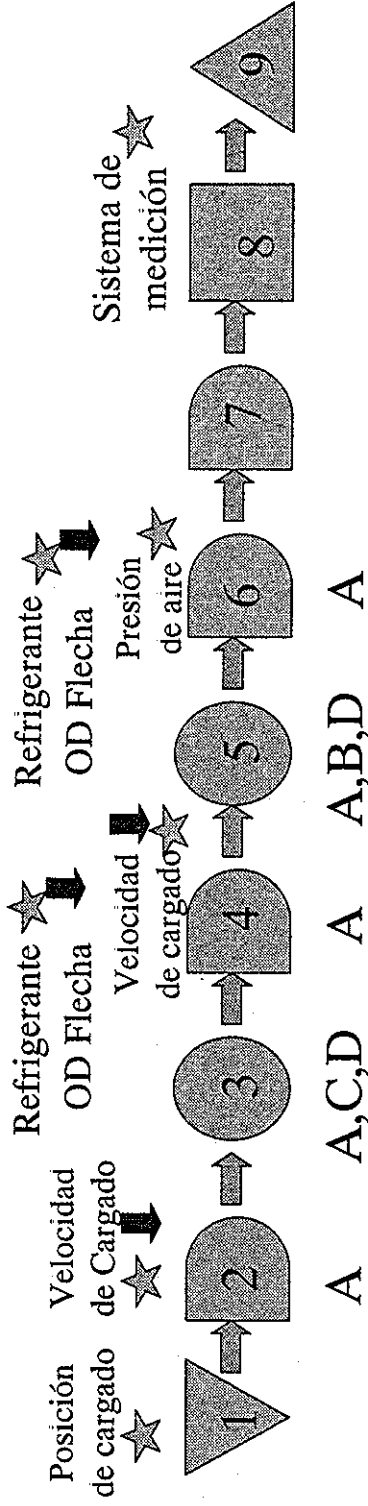 Posición
de cargado
Velocidad
de Cargado
Refrigerante
OD Flecha
Velocidad
de cargado
Refrigerante
OD Flecha
Presión
de aire
Sistema de
medición
1
2
3
4
5
6
7
8
9
A
A,C,D
A
A,B,D
A